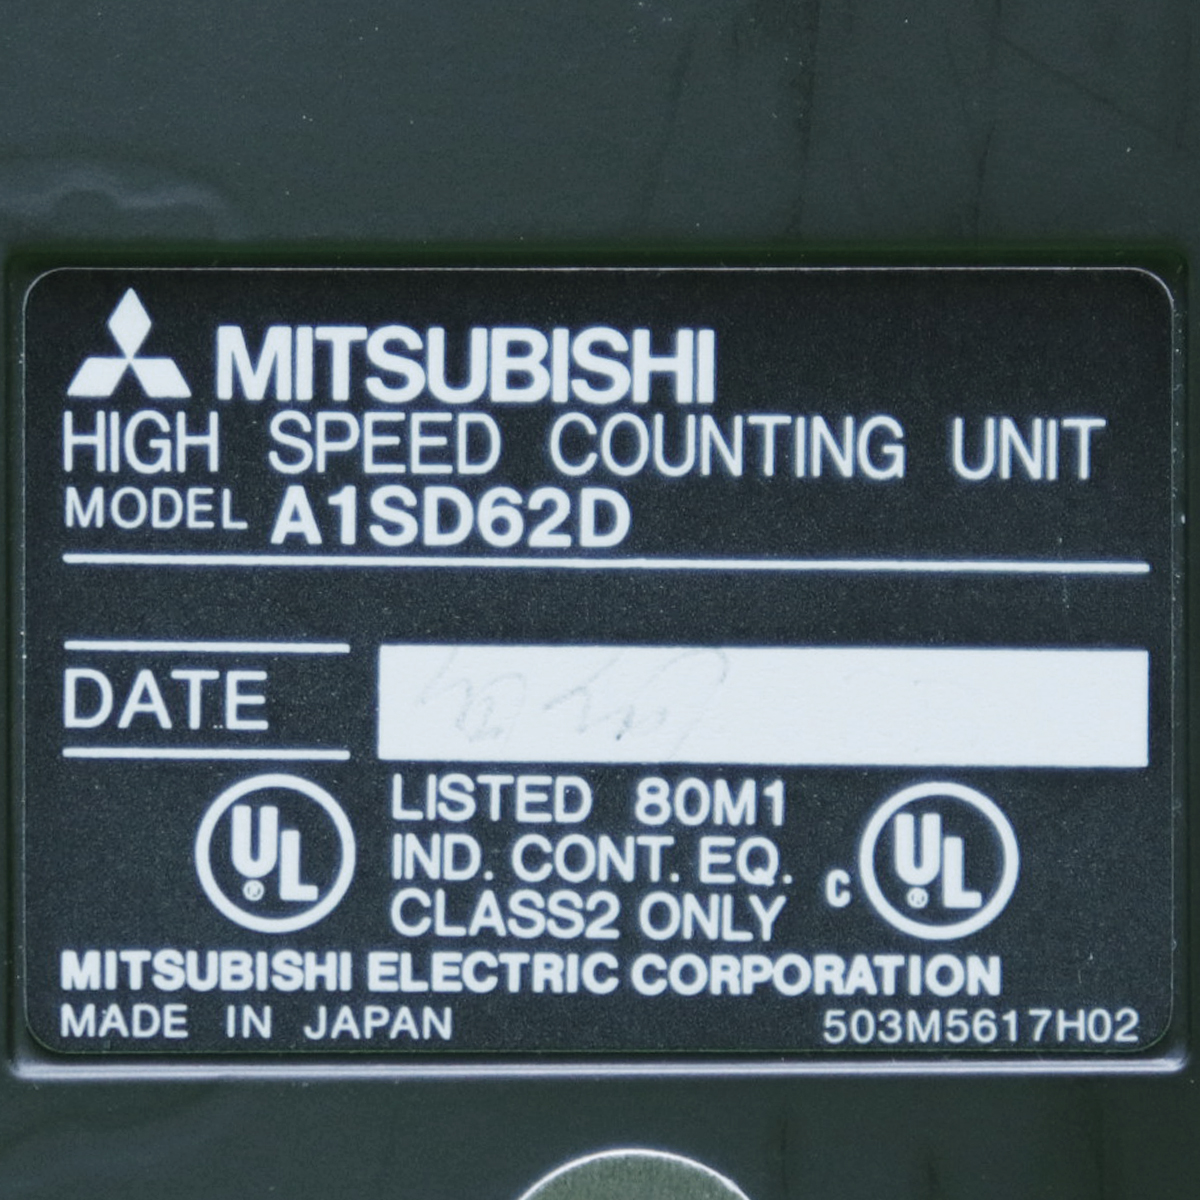 MITSUBISHI
HIGH SPEED COUNTING UNIT
MODEL A1SD62D
DATE
UL® LISTED 80M1 C UL®
IND. CONT. EQ.
CLASS2 ONLY
MITSUBISHI ELECTRIC CORPORATION
MADE IN JAPAN 503M5617H02